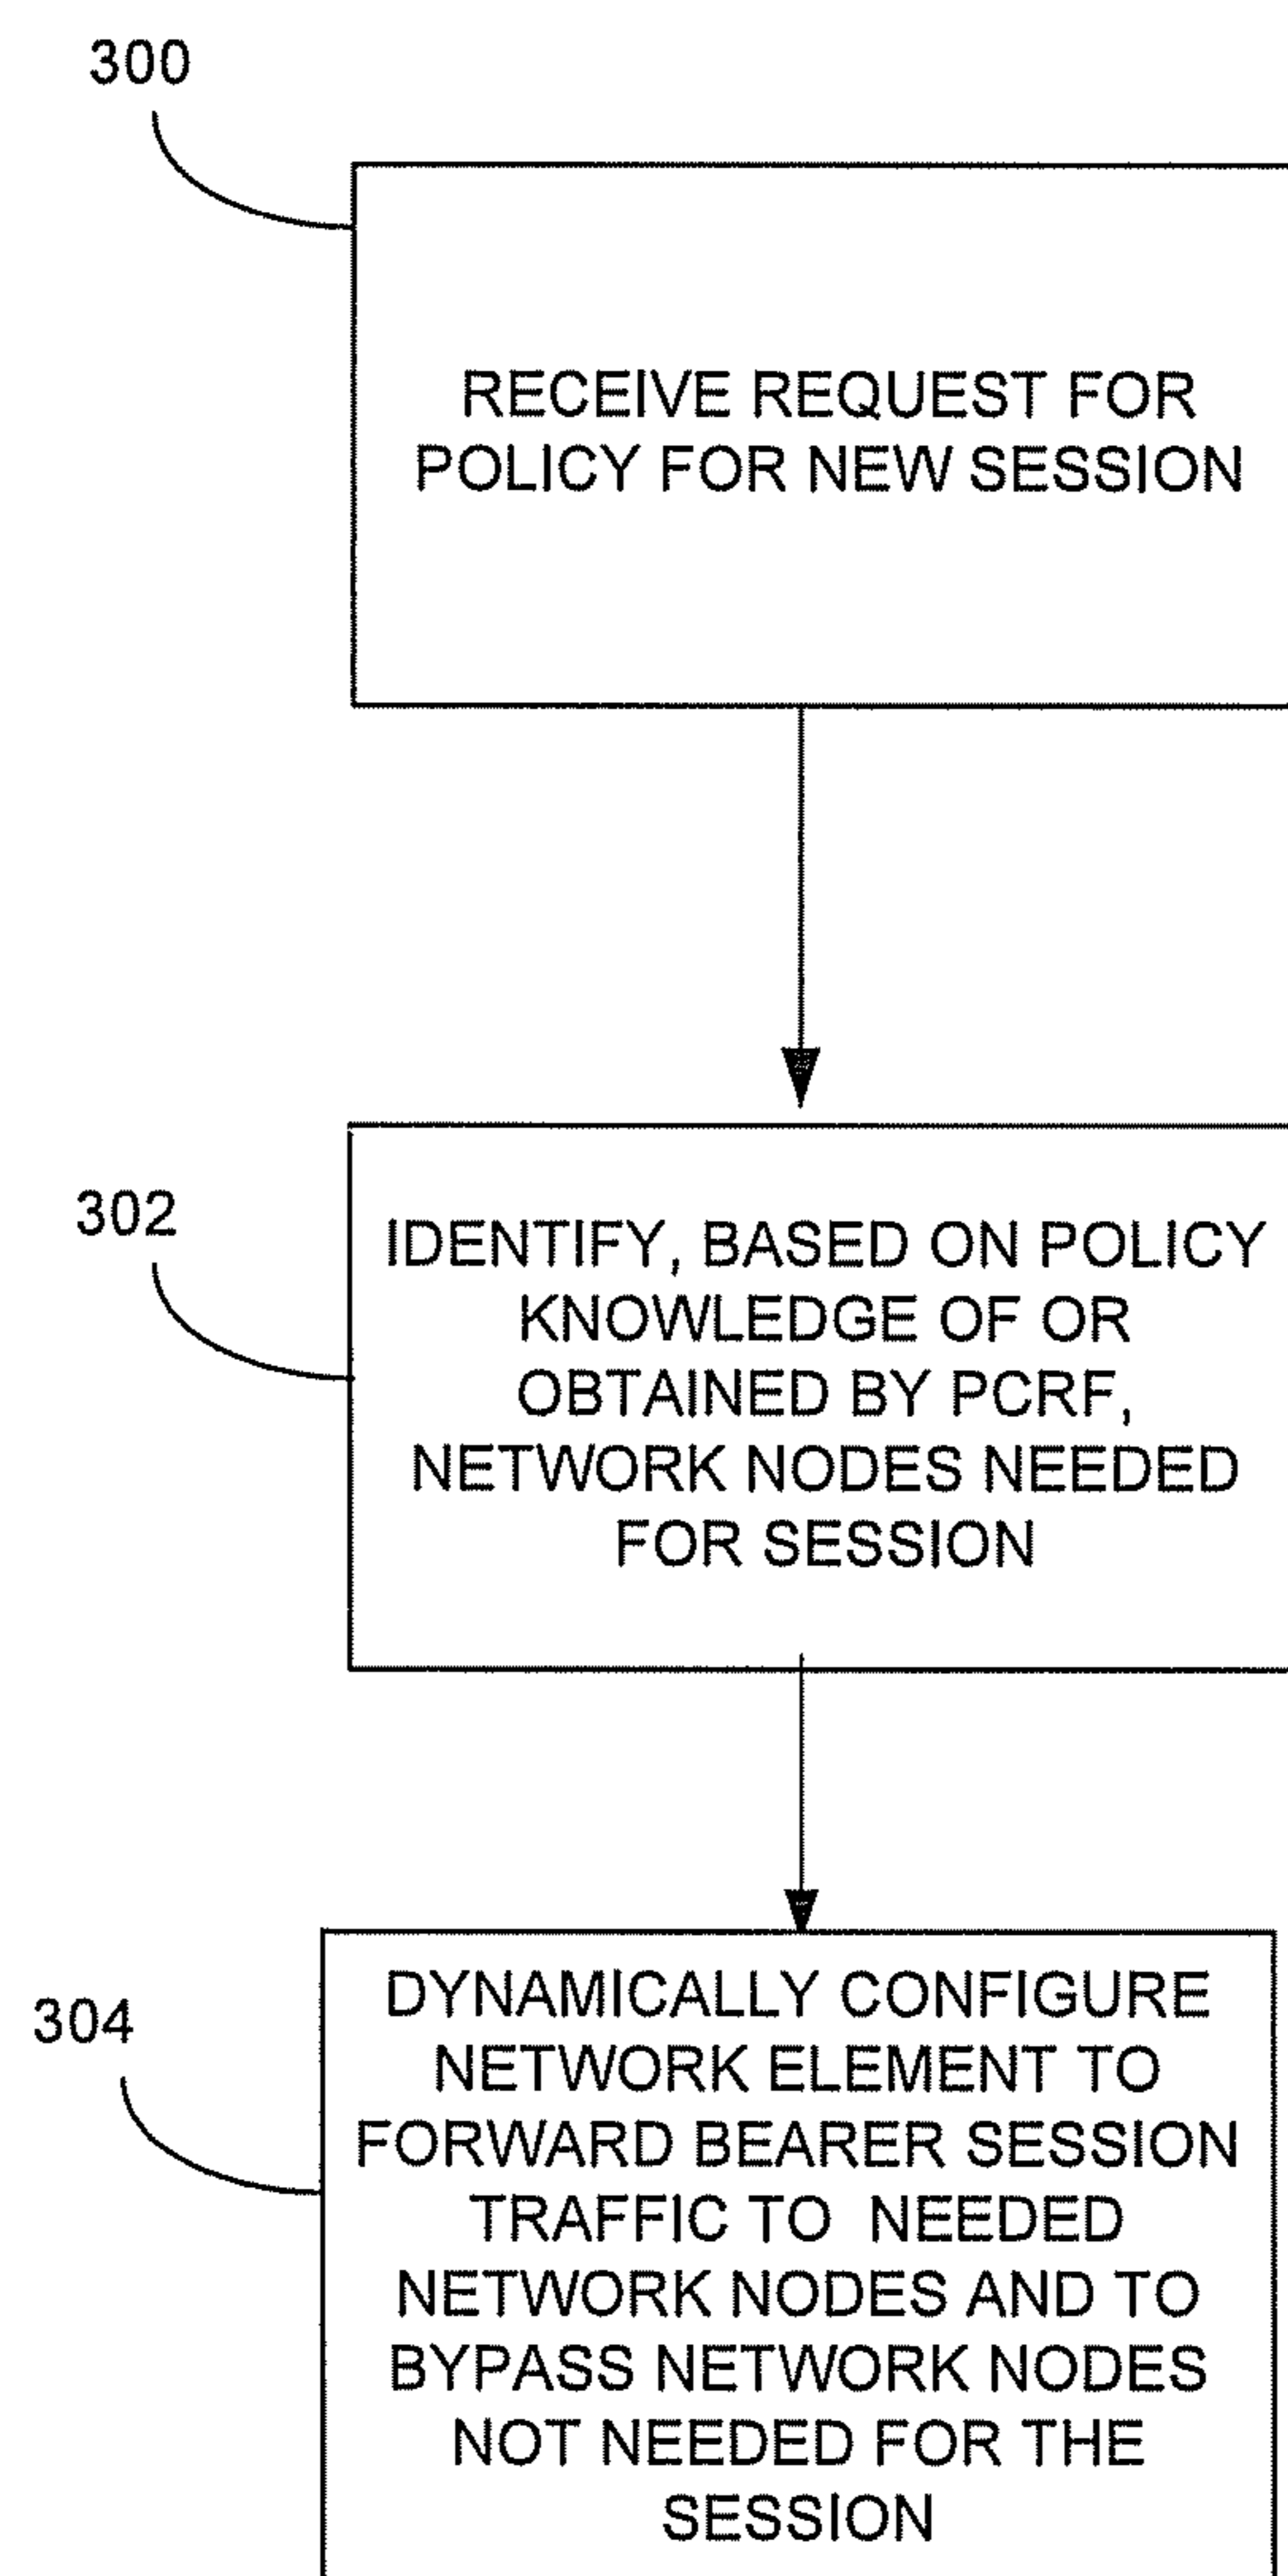 300
RECEIVE REQUEST FOR
POLICY FOR NEW SESSION
302
IDENTIFY, BASED ON POLICY
KNOWLEDGE OF OR
OBTAINED BY PCRF,
NETWORK NODES NEEDED
FOR SESSION
304
DYNAMICALLY CONFIGURE
NETWORK ELEMENT TO
FORWARD BEARER SESSION
TRAFFIC TO NEEDED
NETWORK NODES AND TO
BYPASS NETWORK NODES
NOT NEEDED FOR THE
SESSION